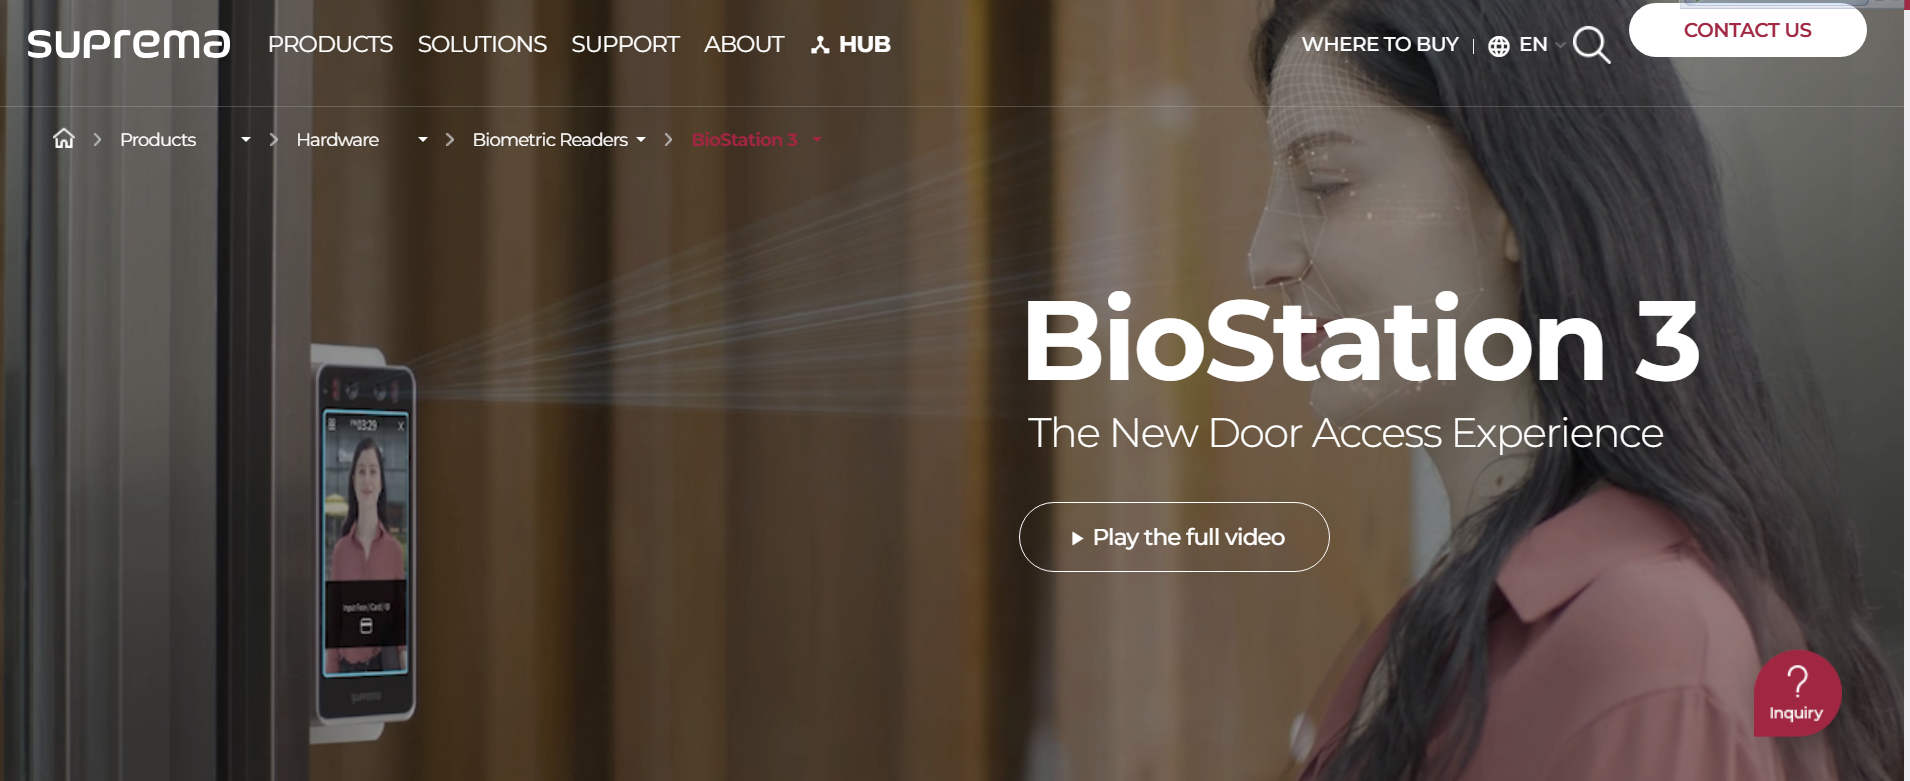 suprema
PRODUCTS SOLUTIONS SUPPORT ABOUT HUB
WHERE TO BUY EN
CONTACT US
Products Hardware Biometric Readers BioStation 3
BioStation 3
The New Door Access Experience
Play the full video
PM 03:29 X
suprema
?
Inquiry